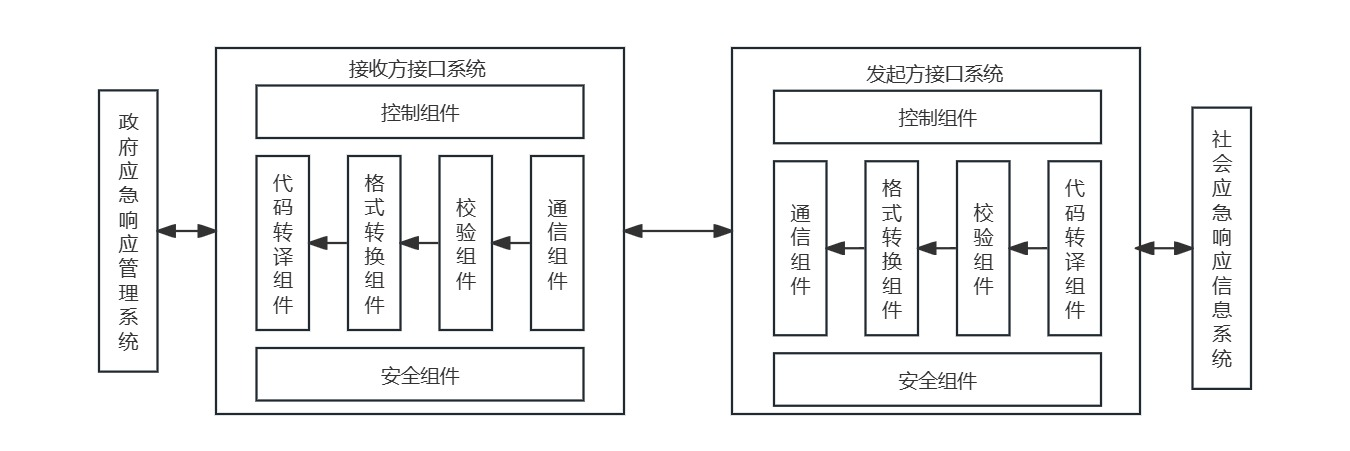 政府应急响应管理系统
接收方接口系统
控制组件
代码转译组件
格式转换组件
校验组件
通信组件
安全组件
发起方接口系统
控制组件
通信组件
格式转换组件
校验组件
代码转译组件
安全组件
社会应急响应信息系统